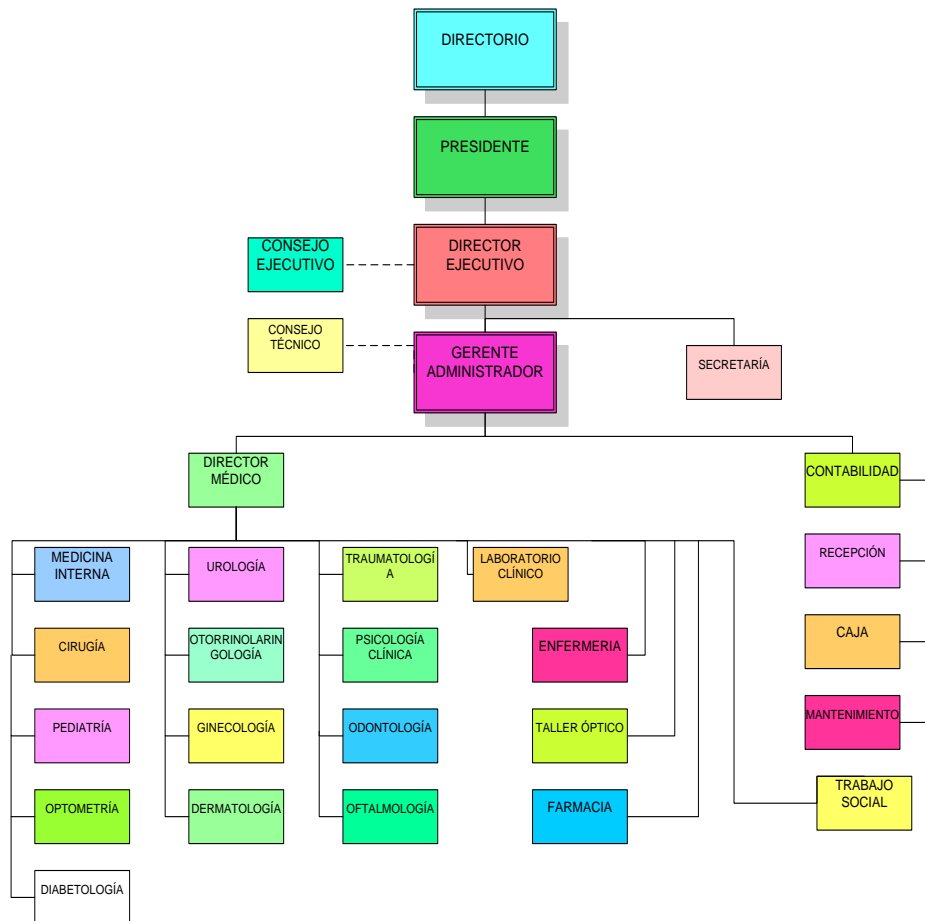 DIRECTORIO
PRESIDENTE
CONSEJO
EJECUTIVO
DIRECTOR
EJECUTIVO
CONSEJO
TÉCNICO
GERENTE
ADMINISTRADOR
SECRETARÍA
DIRECTOR
MÉDICO
CONTABILIDAD
MEDICINA
INTERNA
UROLOGÍA
TRAUMATOLOGÍ
A
LABORATORIO
CLÍNICO
RECEPCIÓN
CIRUGÍA
OTORRINOLARIN
GOLOGÍA
PSICOLOGÍA
CLÍNICA
ENFERMERIA
CAJA
PEDIATRÍA
GINECOLOGÍA
ODONTOLOGÍA
TALLER ÓPTICO
MANTENIMIENTO
OPTOMETRÍA
DERMATOLOGÍA
OFTALMOLOGÍA
FARMACIA
TRABAJO
SOCIAL
DIABETOLOGÍA